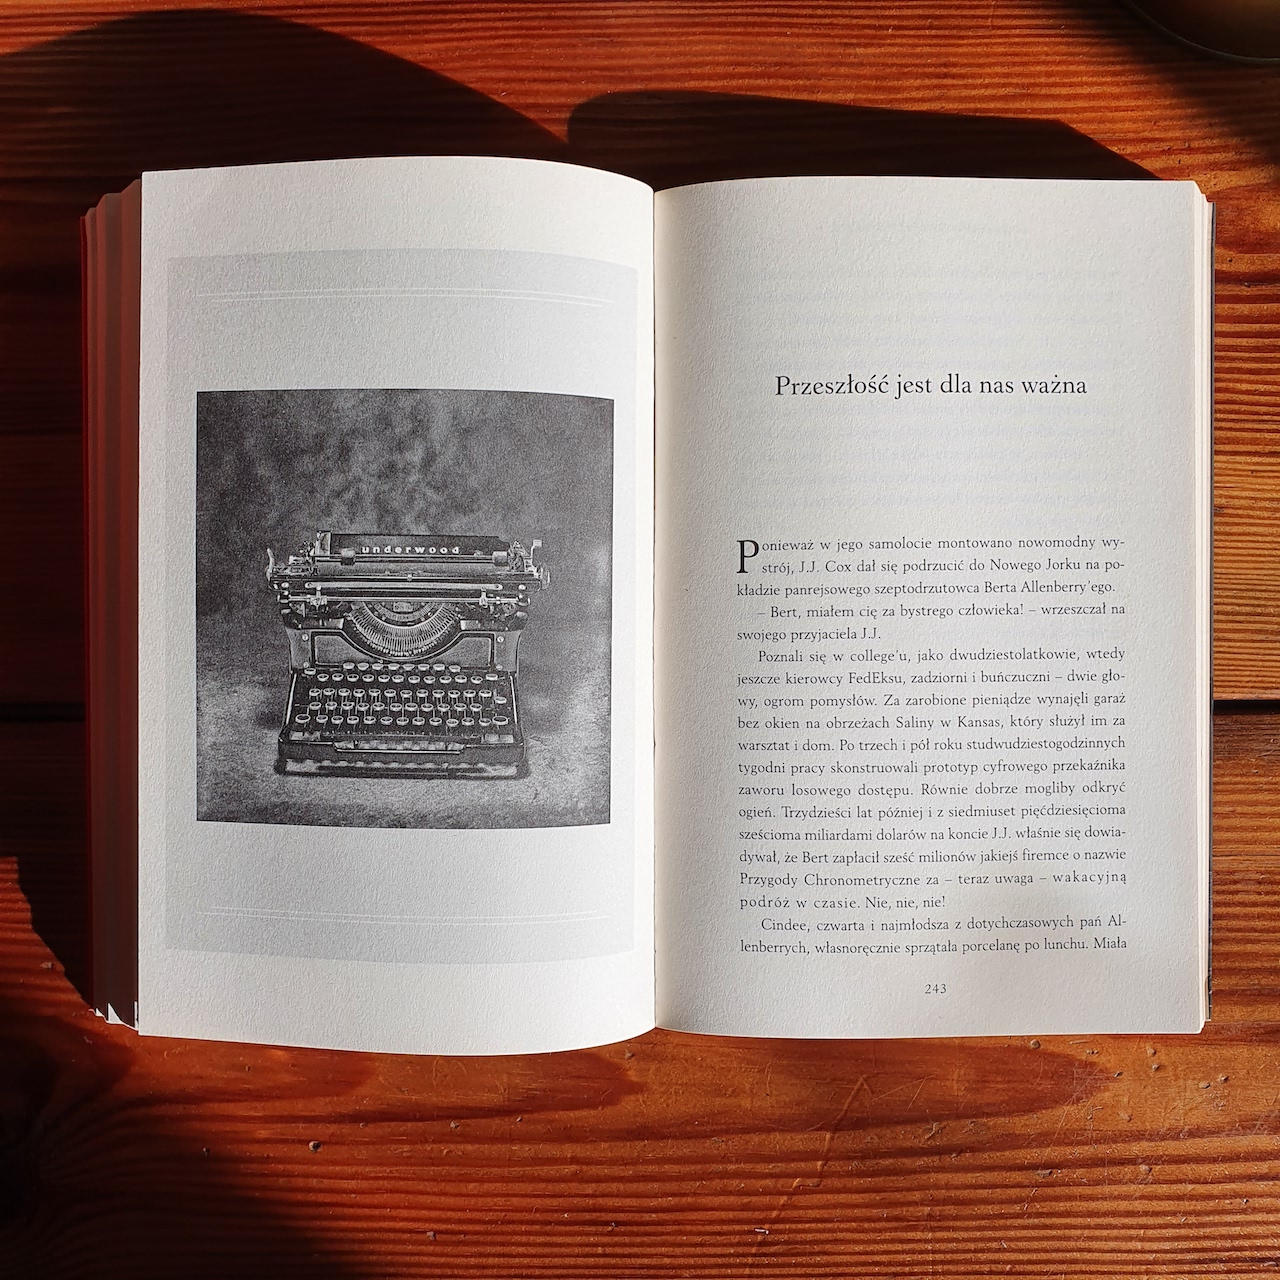 underwood
Przeszłość jest dla nas ważna
Ponieważ w jego samolocie montowano nowomodny wy-
strój, J.J. Cox dał się podrzucić do Nowego Jorku na po-
kładzie panrejsowego szeptodrzutowca Berta Allenberry’ego.
– Bert, miałem cię za bystrego człowieka! – wrzeszczał na
swojego przyjaciela J.J.
Poznali się w college’u, jako dwudziestolatkowie, wtedy
jeszcze kierowcy FedEksu, zadziorni i buńczuczni – dwie gło-
wy, ogrom pomysłów. Za zarobione pieniądze wynajęli garaż
bez okien na obrzeżach Saliny w Kansas, który służył im za
warsztat i dom. Po trzech i pół roku studwudziestogodzinnych
tygodni pracy skonstruowali prototyp cyfrowego przekaźnika
zaworu losowego dostępu. Równie dobrze mogliby odkryć
ogień. Trzydzieści lat później i z siedmiuset pięćdziesięcioma
sześcioma miliardami dolarów na koncie J.J. właśnie się dowia-
dywał, że Bert zapłacił sześć milionów jakiejś firemce o nazwie
Przygody Chronometryczne za – teraz uwaga – wakacyjną
podróż w czasie. Nie, nie, nie!
Cindee, czwarta i najmłodsza z dotychczasowych pań Al-
lenberrych, własnoręcznie sprzątała porcelanę po lunchu. Miała
243